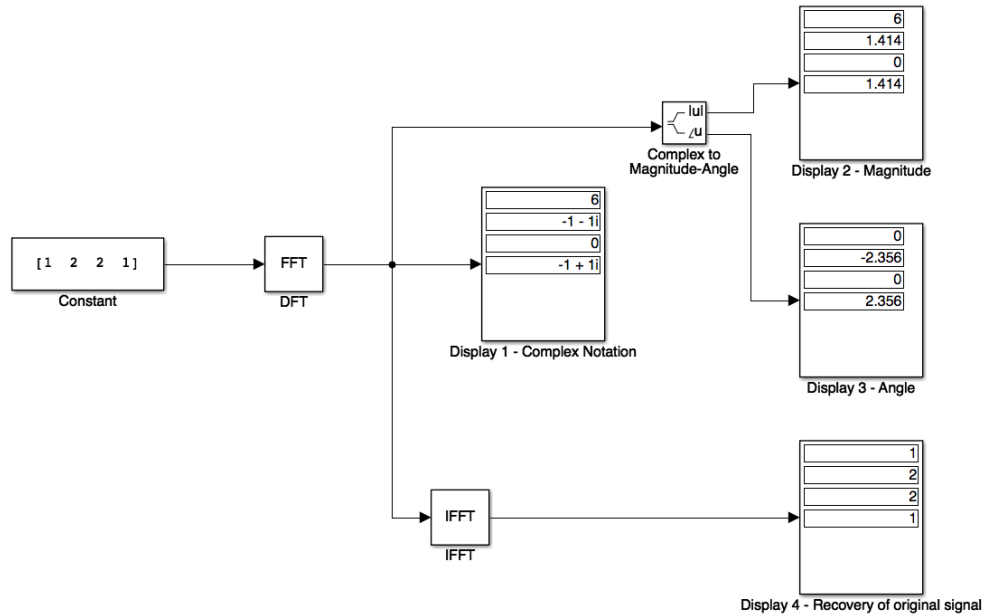 6
1.414
0
1.414
Display 2 - Magnitude
|u|
∠u
Complex to
Magnitude-Angle
6
-1 - 1i
0
-1 + 1i
Display 1 - Complex Notation
[1 2 2 1]
Constant
FFT
DFT
0
-2.356
0
2.356
Display 3 - Angle
IFFT
IFFT
1
2
2
1
Display 4 - Recovery of original signal